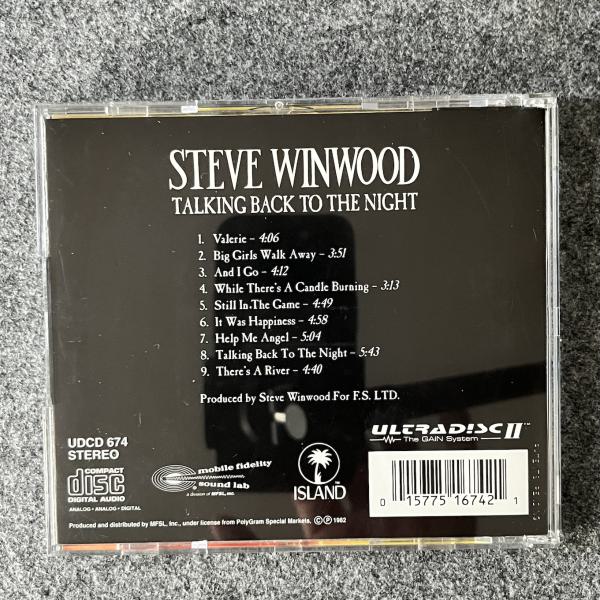 STEVE WINWOOD
TALKING BACK TO THE NIGHT
1. Valerie – 4:06
2. Big Girls Walk Away – 3:51
3. And I Go – 4:12
4. While There's A Candle Burning – 3:13
5. Still In The Game – 4:49
6. It Was Happiness – 4:58
7. Help Me Angel – 5:04
8. Talking Back To The Night – 5:43
9. There's A River – 4:40
Produced by Steve Winwood For F.S. LTD.
UDCD 674
STEREO
COMPACT
disc
DIGITAL AUDIO
ANALOG • ANALOG • DIGITAL
mobile fidelity
sound lab
a division of MFSL, Inc.
ISLAND™
ULTRADISC II™
The GAIN System
0 15775 16742 1
Produced and distributed by MFSL, Inc., under license from PolyGram Special Markets, ©℗ 1982